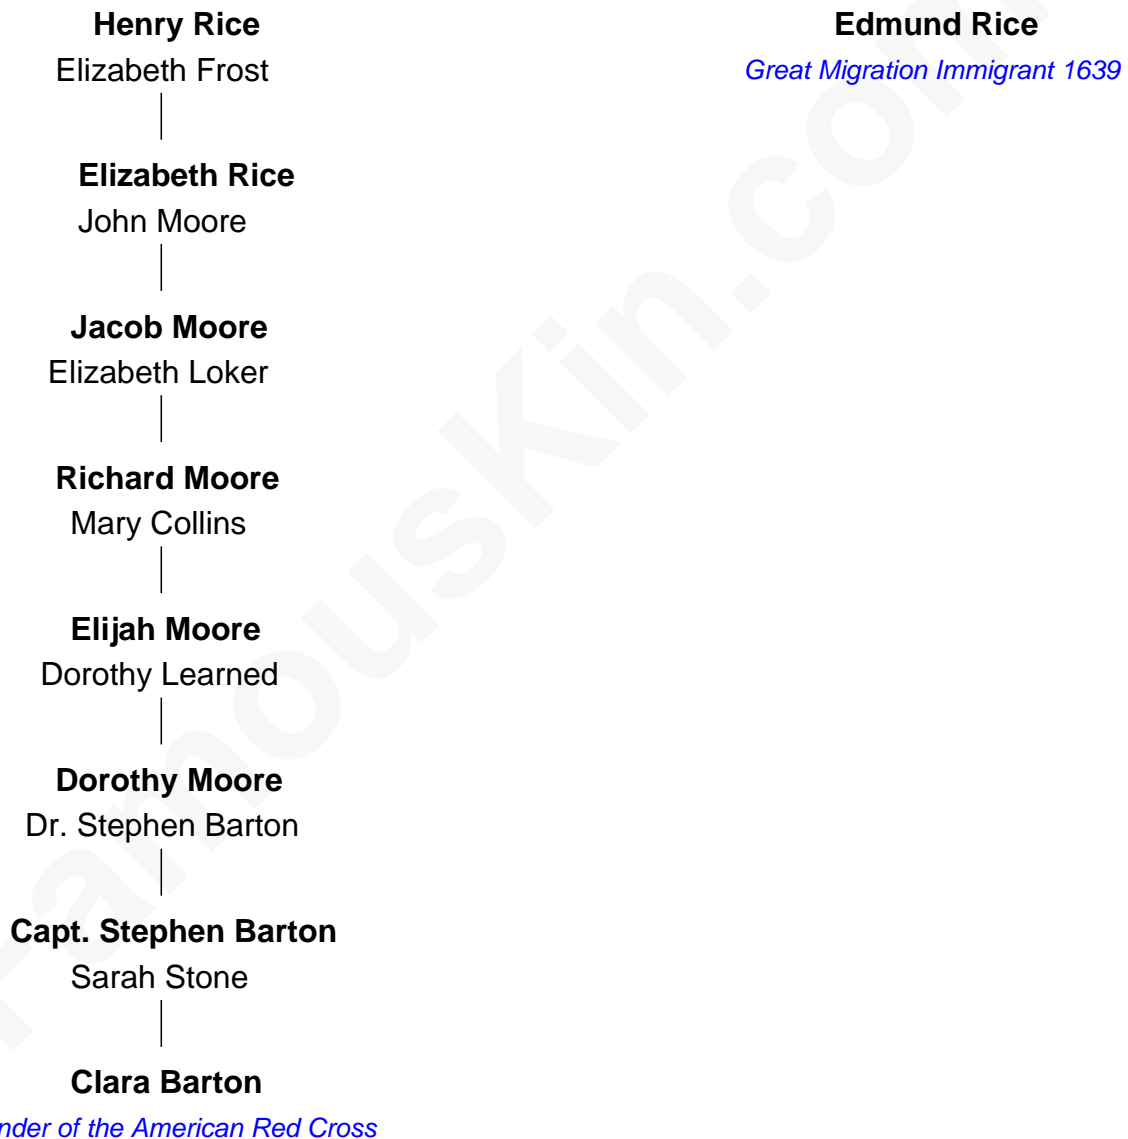 Henry Rice
Edmund Rice
Elizabeth Frost
Great Migration Immigrant 1639
Elizabeth Rice
John Moore
Jacob Moore
Elizabeth Loker
Richard Moore
Mary Collins
Elijah Moore
Dorothy Learned
Dorothy Moore
Dr. Stephen Barton
Capt. Stephen Barton
Sarah Stone
Clara Barton
of the American Red Cross
FamousKin.com